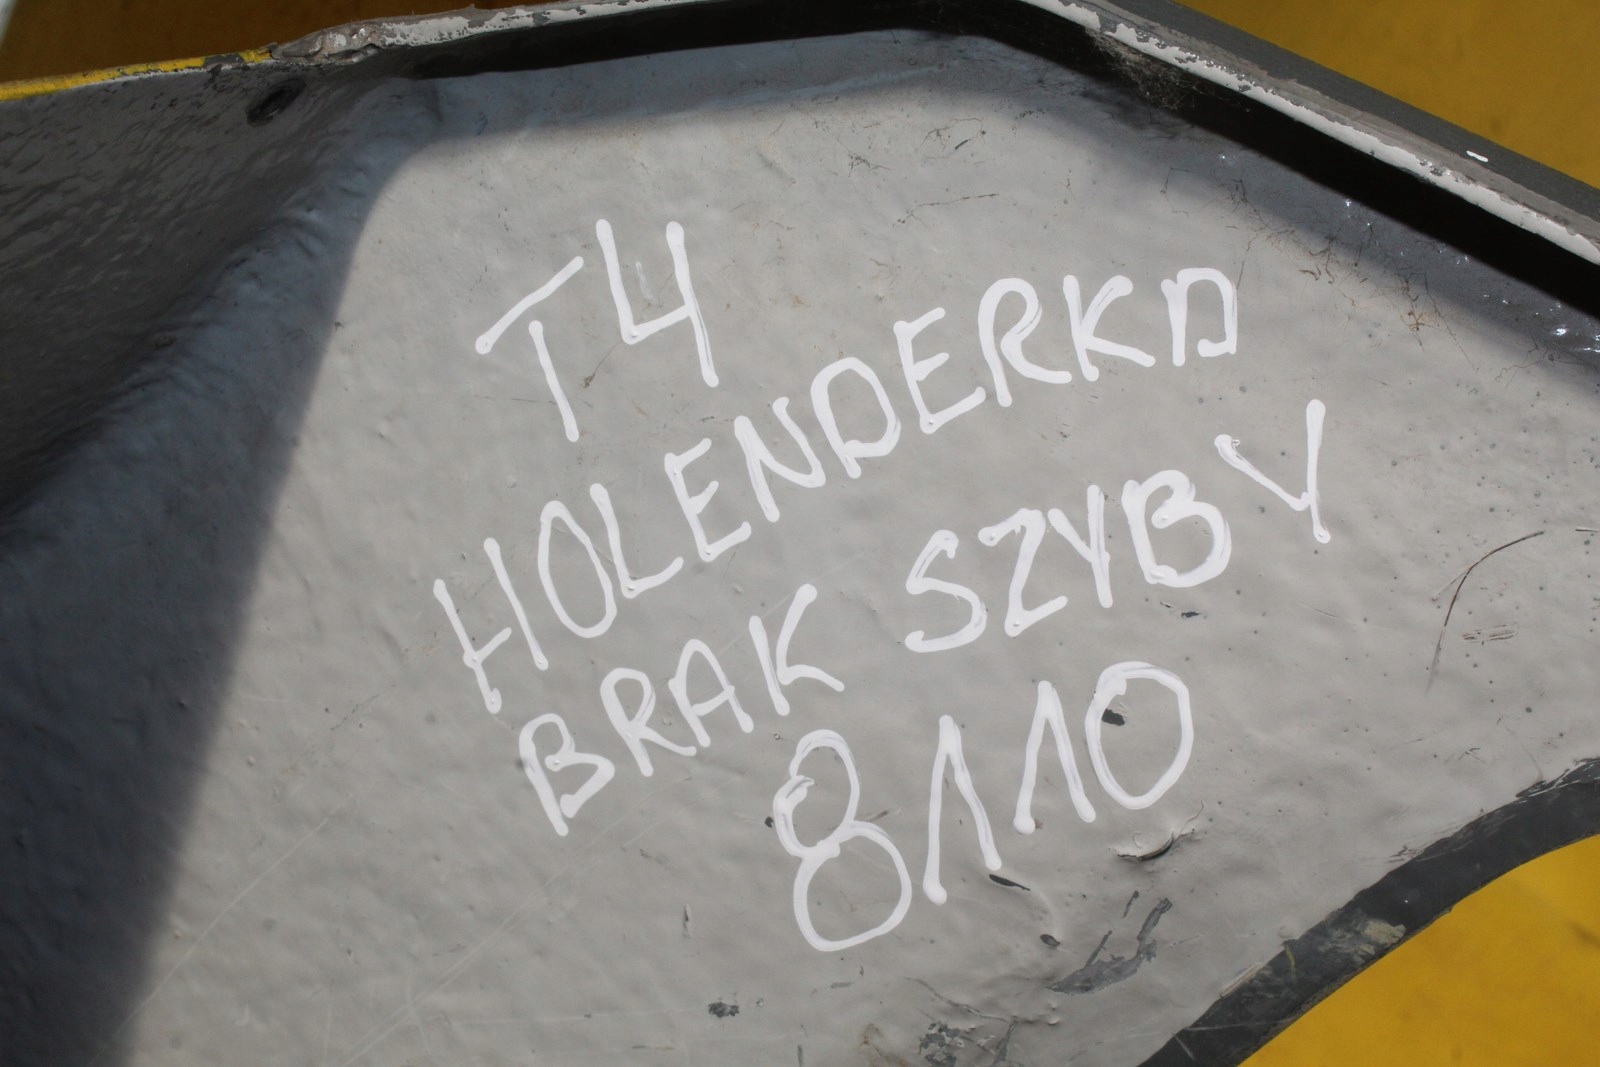 T4
HOLENDERKA
BRAK SZYBY
8110